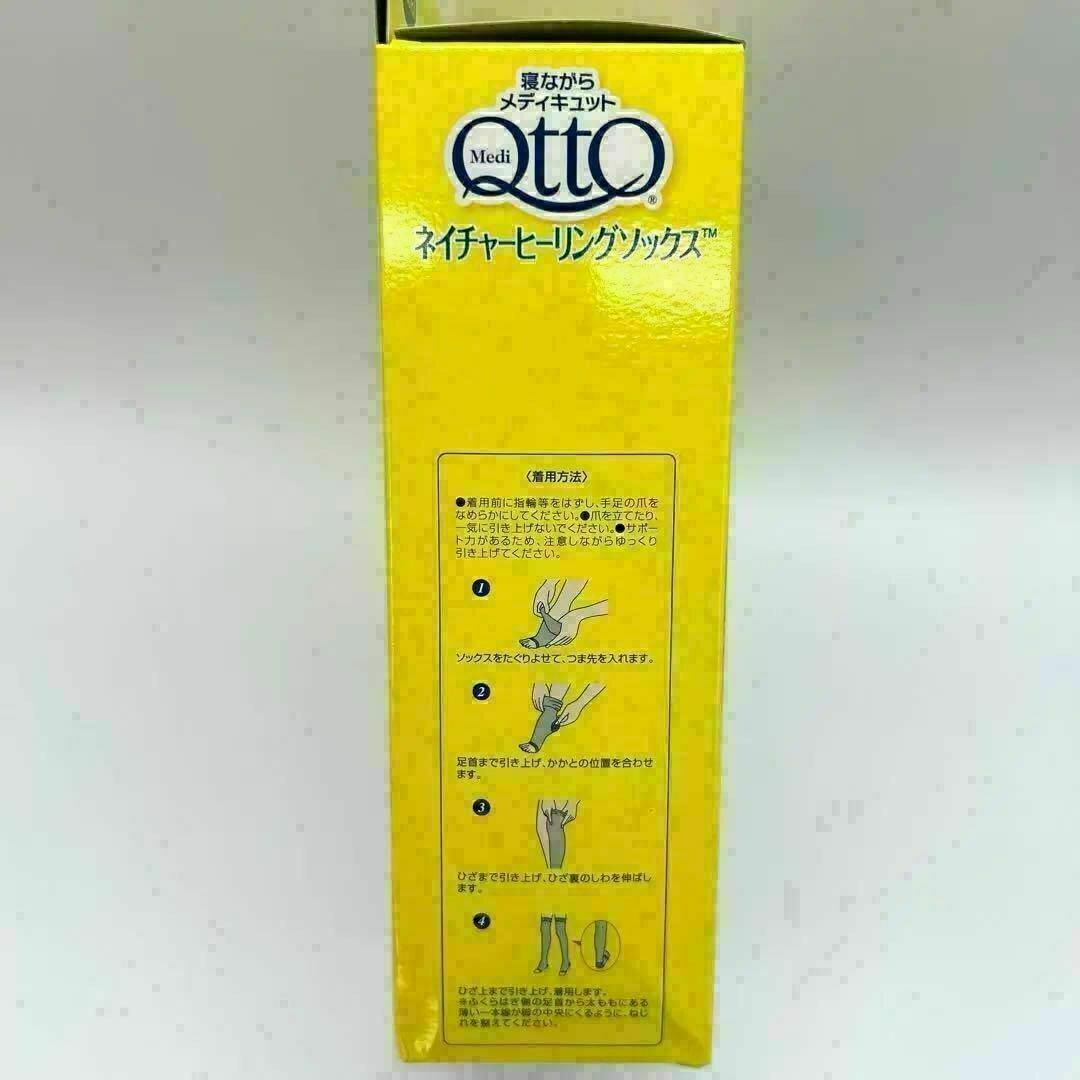 寝ながら
メディキュット
Medi QttO®
ネイチャーヒーリングソックス™
〈着用方法〉
●着用前に指輪等をはずし、手足の爪を
なめらかにしてください。●爪を立てたり、
一気に引き上げないでください。●サポー
ト力があるため、注意しながらゆっくり
引き上げてください。
1
ソックスをたぐりよせて、つま先を入れます。
2
足首まで引き上げ、かかとの位置を合わせ
ます。
3
ひざまで引き上げ、ひざ裏のしわを伸ばし
ます。
4
ひざ上まで引き上げ、着用します。
※ふくらはぎ側の足首から太ももにある
薄い一本線が脚の中央にくるように、ねじ
れを整えてください。